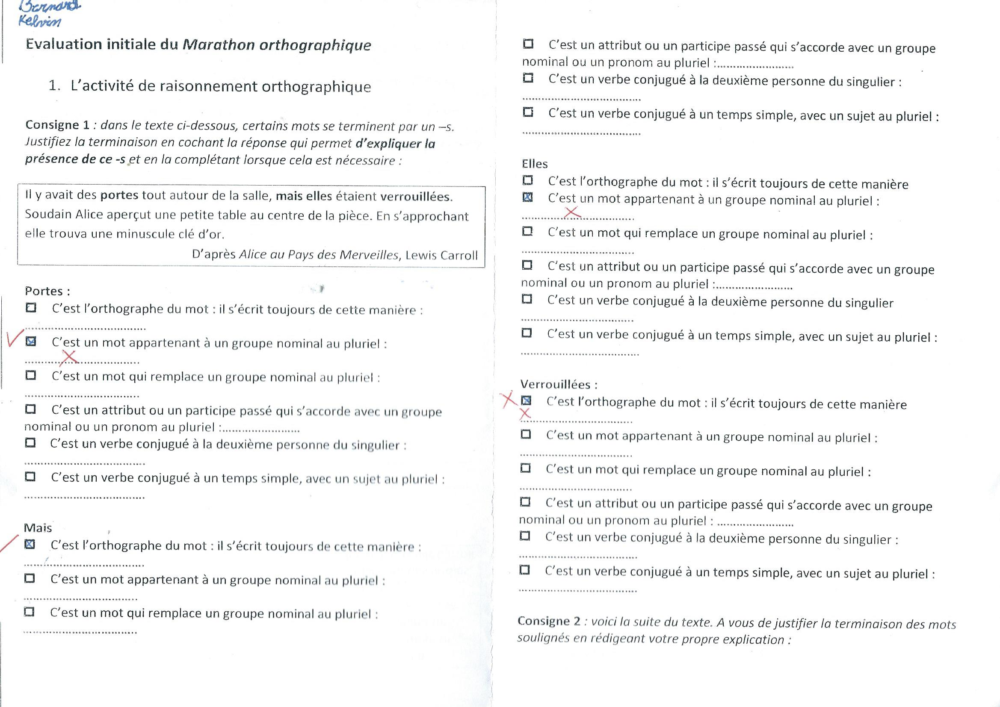 Bernard
Kelvin
Evaluation initiale du Marathon orthographique
1. L'activité de raisonnement orthographique
Consigne 1 : dans le texte ci-dessous, certains mots se terminent par un –s.
Justifiez la terminaison en cochant la réponse qui permet d'expliquer la
présence de ce -s et en la complétant lorsque cela est nécessaire :
Il y avait des portes tout autour de la salle, mais elles étaient verrouillées.
Soudain Alice aperçut une petite table au centre de la pièce. En s'approchant
elle trouva une minuscule clé d'or.
D'après Alice au Pays des Merveilles, Lewis Carroll
Portes :
☐ C'est l'orthographe du mot : il s'écrit toujours de cette manière :
....................................
☒ C'est un mot appartenant à un groupe nominal au pluriel :
....................................
☐ C'est un mot qui remplace un groupe nominal au pluriel :
....................................
☐ C'est un attribut ou un participe passé qui s'accorde avec un groupe
nominal ou un pronom au pluriel :........................
☐ C'est un verbe conjugué à la deuxième personne du singulier :
....................................
☐ C'est un verbe conjugué à un temps simple, avec un sujet au pluriel :
....................................
Mais
☒ C'est l'orthographe du mot : il s'écrit toujours de cette manière :
....................................
☐ C'est un mot appartenant à un groupe nominal au pluriel :
....................................
☐ C'est un mot qui remplace un groupe nominal au pluriel :
....................................
☐ C'est un attribut ou un participe passé qui s'accorde avec un groupe
nominal ou un pronom au pluriel :........................
☐ C'est un verbe conjugué à la deuxième personne du singulier :
....................................
☐ C'est un verbe conjugué à un temps simple, avec un sujet au pluriel :
....................................
Elles
☐ C'est l'orthographe du mot : il s'écrit toujours de cette manière
☒ C'est un mot appartenant à un groupe nominal au pluriel :
....................................
☐ C'est un mot qui remplace un groupe nominal au pluriel :
....................................
☐ C'est un attribut ou un participe passé qui s'accorde avec un groupe
nominal ou un pronom au pluriel :........................
☐ C'est un verbe conjugué à la deuxième personne du singulier
....................................
☐ C'est un verbe conjugué à un temps simple, avec un sujet au pluriel :
....................................
Verrouillées :
☒ C'est l'orthographe du mot : il s'écrit toujours de cette manière
....................................
☐ C'est un mot appartenant à un groupe nominal au pluriel :
....................................
☐ C'est un mot qui remplace un groupe nominal au pluriel :
....................................
☐ C'est un attribut ou un participe passé qui s'accorde avec un groupe
nominal ou un pronom au pluriel : ........................
☐ C'est un verbe conjugué à la deuxième personne du singulier :
....................................
☐ C'est un verbe conjugué à un temps simple, avec un sujet au pluriel :
....................................
Consigne 2 : voici la suite du texte. A vous de justifier la terminaison des mots
soulignés en rédigeant votre propre explication :